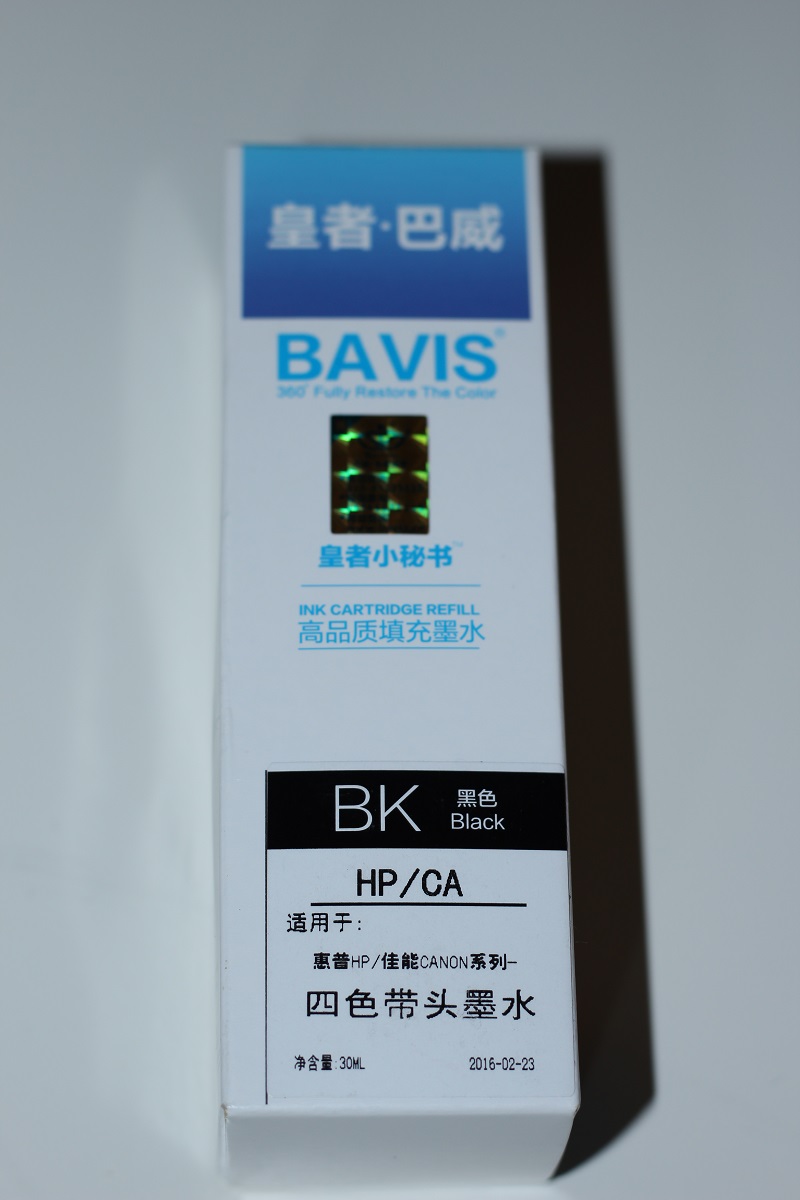 皇者·巴威
BAVIS®
360° Fully Restore The Color
皇者小秘书™
INK CARTRIDGE REFILL
高品质填充墨水
BK 黑色
Black
HP/CA
适用于:
惠普HP/佳能CANON系列-
四色带头墨水
净含量:30ML 2016-02-23